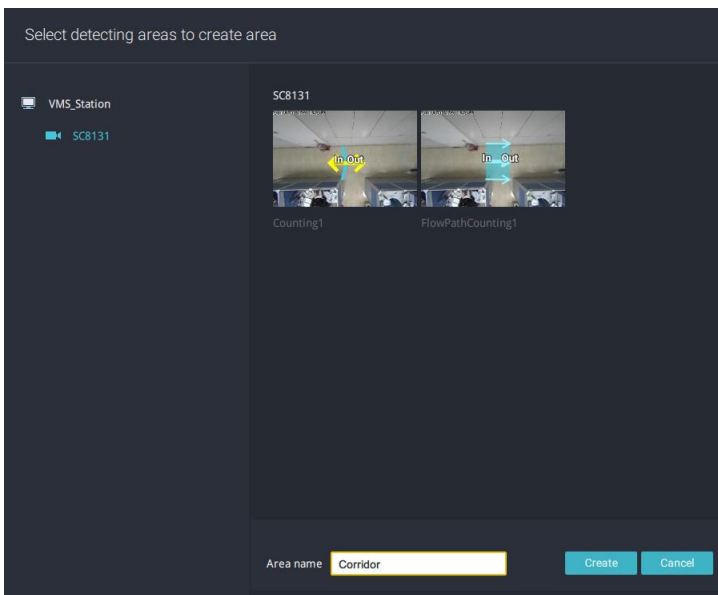 Select detecting areas to create area
VMS_Station
SC8131
SC8131
In Out
In Out
Counting1
FlowPathCounting1
Area name
Corridor
Create
Cancel